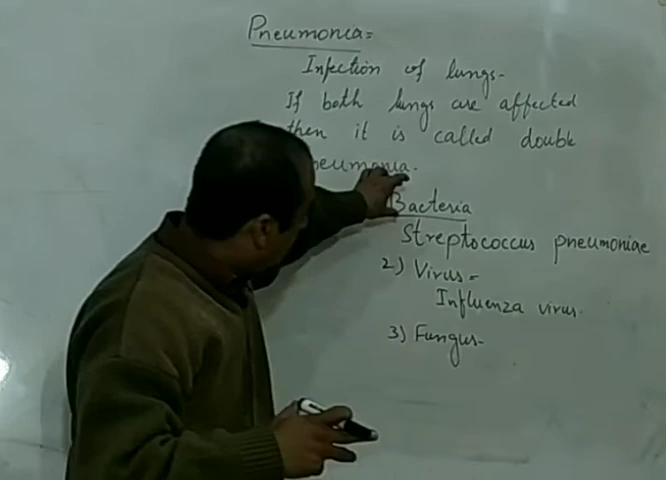 Pneumonia=
Infection of lungs-
If both lungs are affected
then it is called double
neumonia.
Bacteria
Streptococcus pneumoniae
2) Virus=
Influenza virus.
3) Fungus-